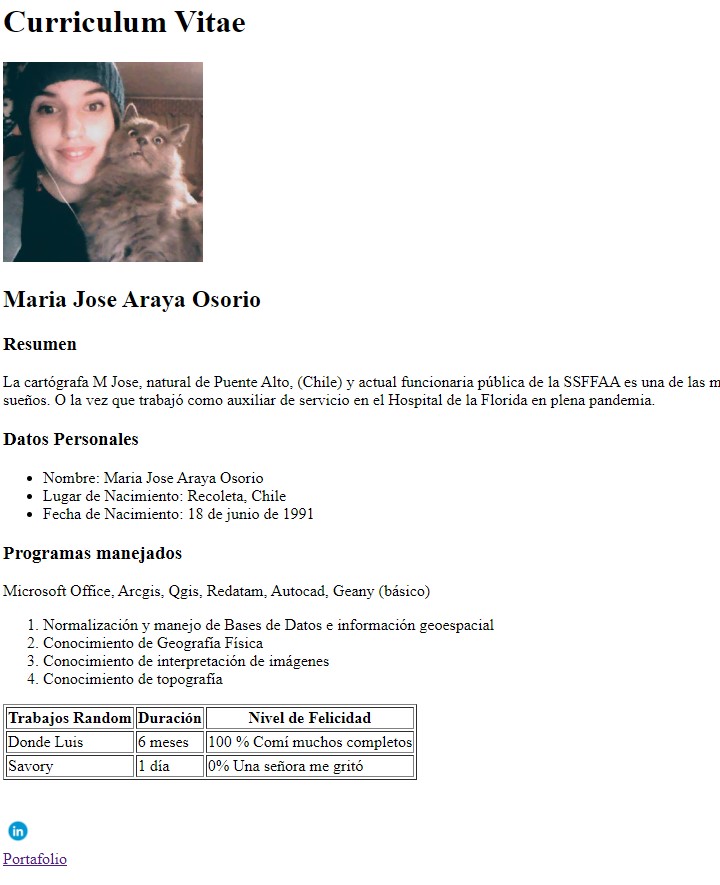 Curriculum Vitae
Maria Jose Araya Osorio
Resumen
La cartógrafa M Jose, natural de Puente Alto, (Chile) y actual funcionaria pública de la SSFFAA es una de las
sueños. O la vez que trabajó como auxiliar de servicio en el Hospital de la Florida en plena pandemia.
Datos Personales
• Nombre: Maria Jose Araya Osorio
• Lugar de Nacimiento: Recoleta, Chile
• Fecha de Nacimiento: 18 de junio de 1991
Programas manejados
Microsoft Office, Arcgis, Qgis, Redatam, Autocad, Geany (básico)
1. Normalización y manejo de Bases de Datos e información geoespacial
2. Conocimiento de Geografía Física
3. Conocimiento de interpretación de imágenes
4. Conocimiento de topografía
Trabajos Random Duración Nivel de Felicidad
Donde Luis 6 meses 100 % Comí muchos completos
Savory 1 día 0% Una señora me gritó
in
Portafolio